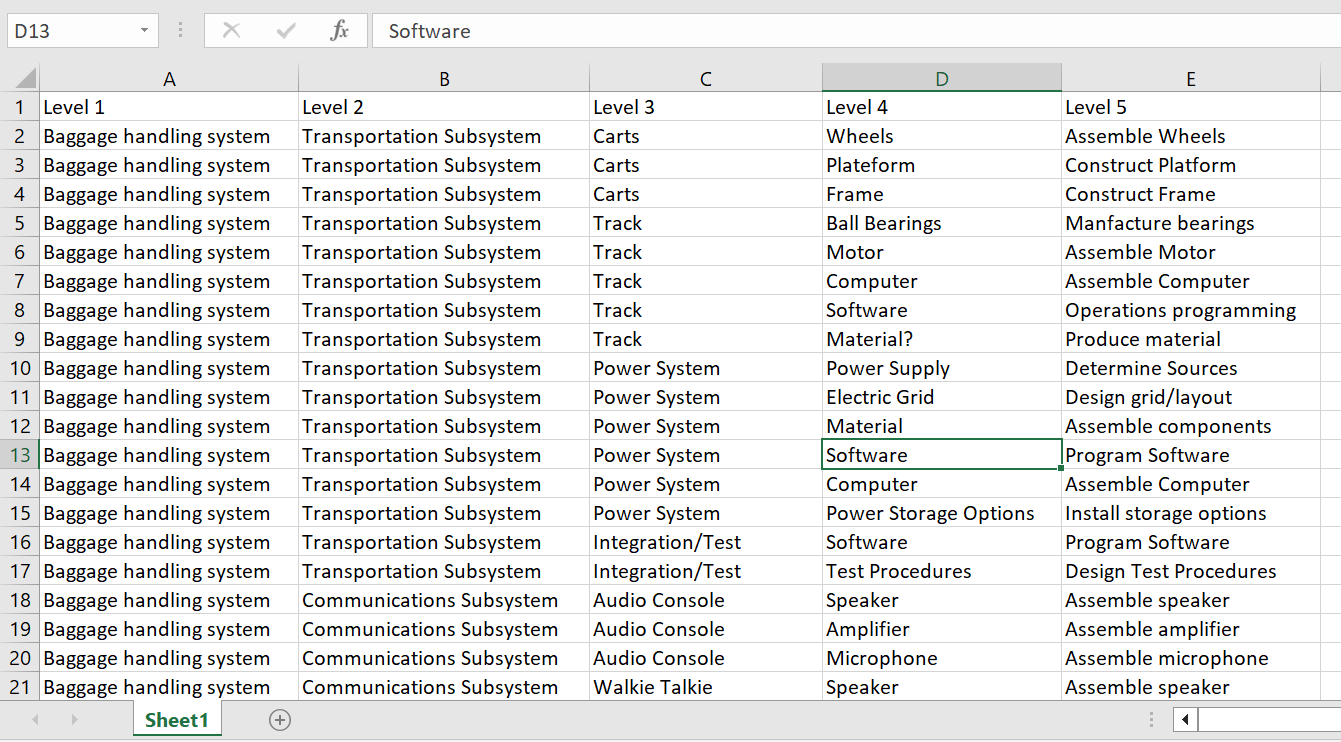 D13 fx Software
A B C D E
1 Level 1 Level 2 Level 3 Level 4 Level 5
2 Baggage handling system Transportation Subsystem Carts Wheels Assemble Wheels
3 Baggage handling system Transportation Subsystem Carts Plateform Construct Platform
4 Baggage handling system Transportation Subsystem Carts Frame Construct Frame
5 Baggage handling system Transportation Subsystem Track Ball Bearings Manfacture bearings
6 Baggage handling system Transportation Subsystem Track Motor Assemble Motor
7 Baggage handling system Transportation Subsystem Track Computer Assemble Computer
8 Baggage handling system Transportation Subsystem Track Software Operations programming
9 Baggage handling system Transportation Subsystem Track Material? Produce material
10 Baggage handling system Transportation Subsystem Power System Power Supply Determine Sources
11 Baggage handling system Transportation Subsystem Power System Electric Grid Design grid/layout
12 Baggage handling system Transportation Subsystem Power System Material Assemble components
13 Baggage handling system Transportation Subsystem Power System Software Program Software
14 Baggage handling system Transportation Subsystem Power System Computer Assemble Computer
15 Baggage handling system Transportation Subsystem Power System Power Storage Options Install storage options
16 Baggage handling system Transportation Subsystem Integration/Test Software Program Software
17 Baggage handling system Transportation Subsystem Integration/Test Test Procedures Design Test Procedures
18 Baggage handling system Communications Subsystem Audio Console Speaker Assemble speaker
19 Baggage handling system Communications Subsystem Audio Console Amplifier Assemble amplifier
20 Baggage handling system Communications Subsystem Audio Console Microphone Assemble microphone
21 Baggage handling system Communications Subsystem Walkie Talkie Speaker Assemble speaker
Sheet1